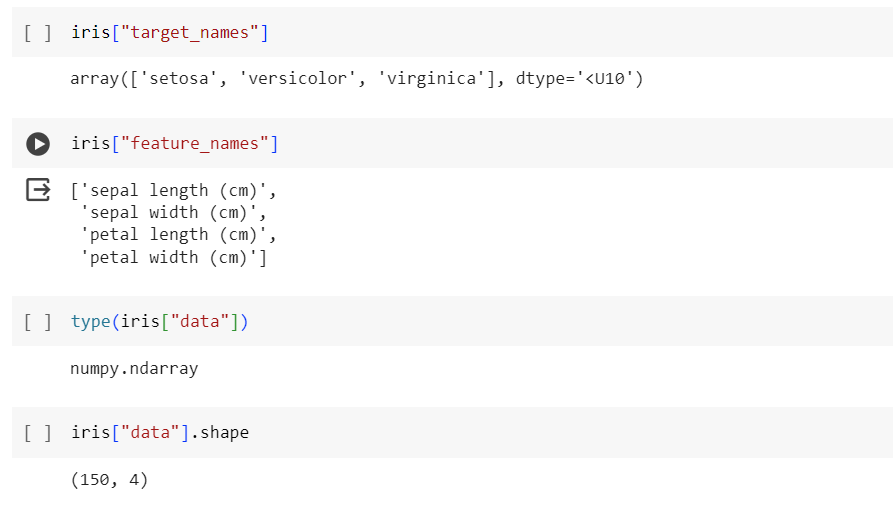 [ ] iris["target_names"]
array(['setosa', 'versicolor', 'virginica'], dtype='<U10')
iris["feature_names"]
['sepal length (cm)',
'sepal width (cm)',
'petal length (cm)',
'petal width (cm)']
[ ] type(iris["data"])
numpy.ndarray
[ ] iris["data"].shape
(150, 4)